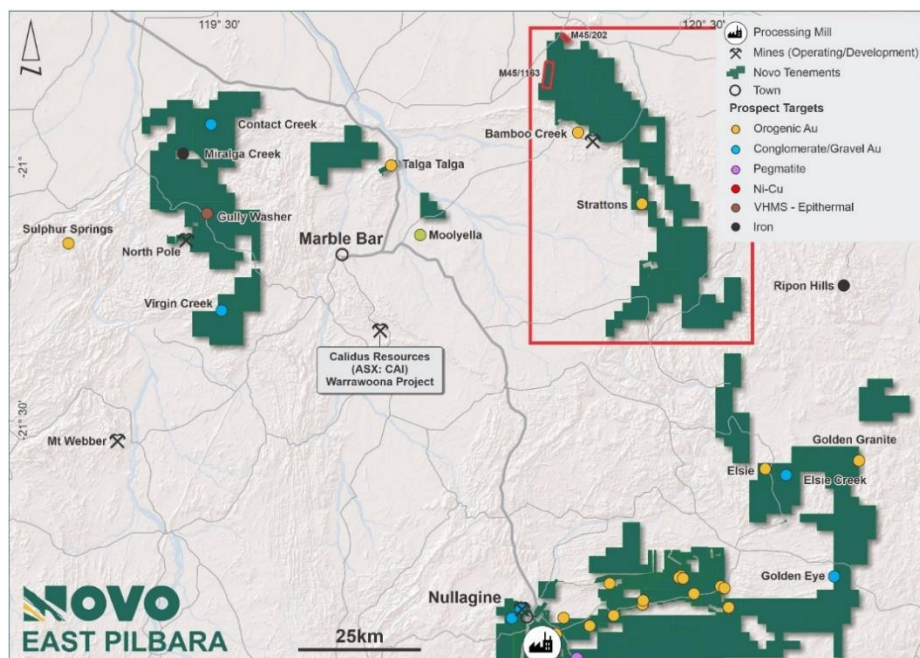 119° 30'
120° 30'
Z
M45/202
M45/1163
Processing Mill
Mines (Operating/Development)
Novo Tenements
Town
Prospect Targets
Orogenic Au
Conglomerate/Gravel Au
Pegmatite
Ni-Cu
VHMS - Epithermal
Iron
Contact Creek
Bamboo Creek
Miralga Creek
-21°
Talga Talga
Strattons
Gully Washer
Sulphur Springs
Moolyella
North Pole
Marble Bar
Ripon Hills
Virgin Creek
Calidus Resources
(ASX: CAI)
Warrawoona Project
-21° 30'
Mt Webber
Golden Granite
Elsie
Elsie Creek
Golden Eye
NOVO
EAST PILBARA
Nullagine
25km